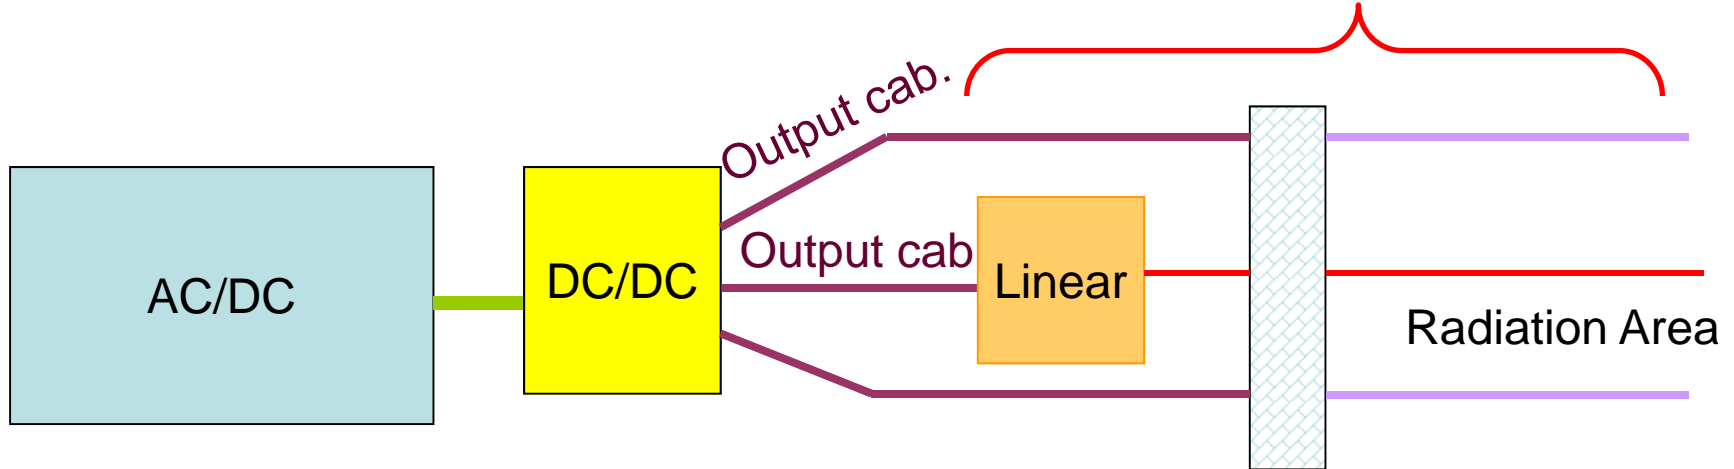 Output cab.
AC/DC
DC/DC
Output cab
Linear
Radiation Area